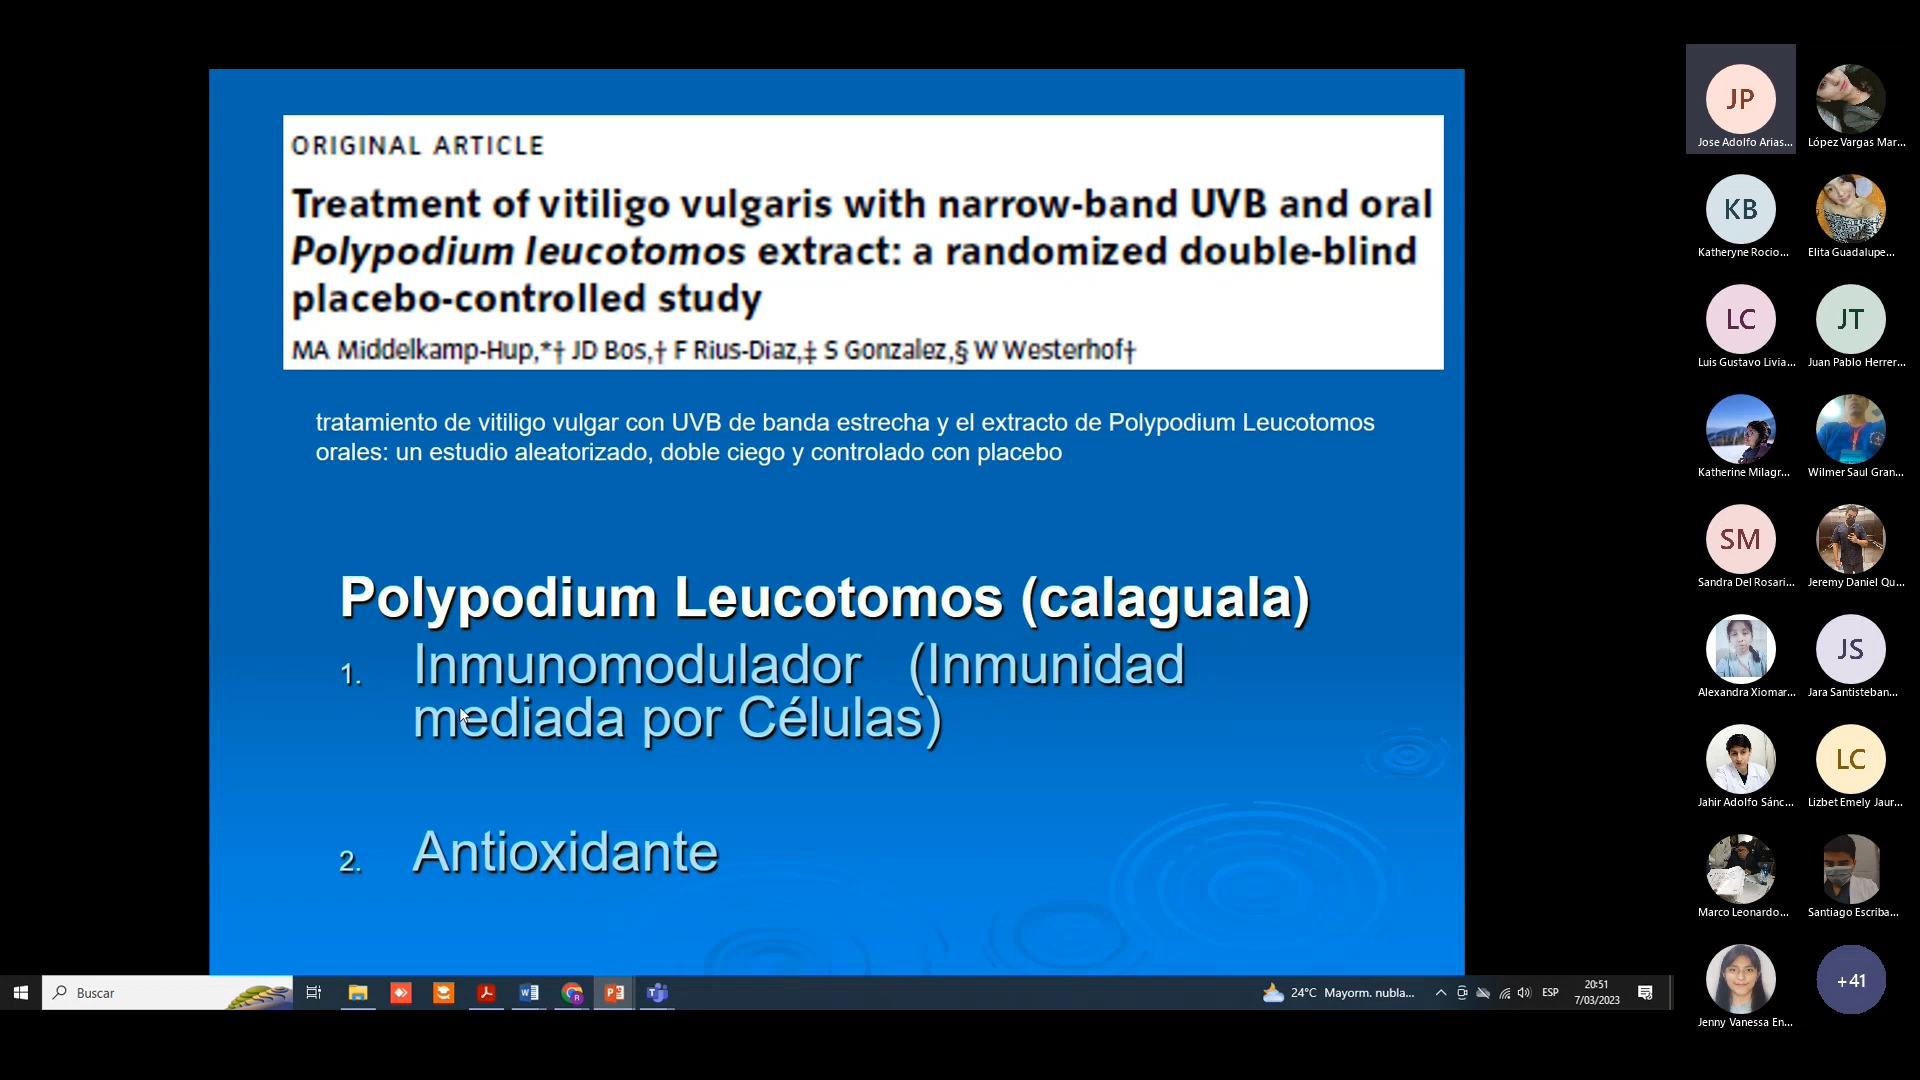 ORIGINAL ARTICLE
Treatment of vitiligo vulgaris with narrow-band UVB and oral
Polypodium leucotomos extract: a randomized double-blind
placebo-controlled study
MA Middelkamp-Hup,*† JD Bos,† F Rius-Diaz,‡ S Gonzalez,§ W Westerhof†
tratamiento de vitiligo vulgar con UVB de banda estrecha y el extracto de Polypodium Leucotomos
orales: un estudio aleatorizado, doble ciego y controlado con placebo
Polypodium Leucotomos (calaguala)
1. Inmunomodulador (Inmunidad
mediada por Células)
2. Antioxidante
JP
Jose Adolfo Arias...
López Vargas Mar...
KB
Katheryne Rocio...
Elita Guadalupe...
LC
Luis Gustavo Livia...
JT
Juan Pablo Herrer...
Katherine Milagr...
Wilmer Saul Gran...
SM
Sandra Del Rosari...
Jeremy Daniel Qu...
Alexandra Xiomar...
JS
Jara Santisteban...
Jahir Adolfo Sánc...
LC
Lizbet Emely Jaur...
Marco Leonardo...
Santiago Escriba...
Jenny Vanessa En...
+41
Buscar
24°C Mayorm. nubla...
ESP
20:51
7/03/2023